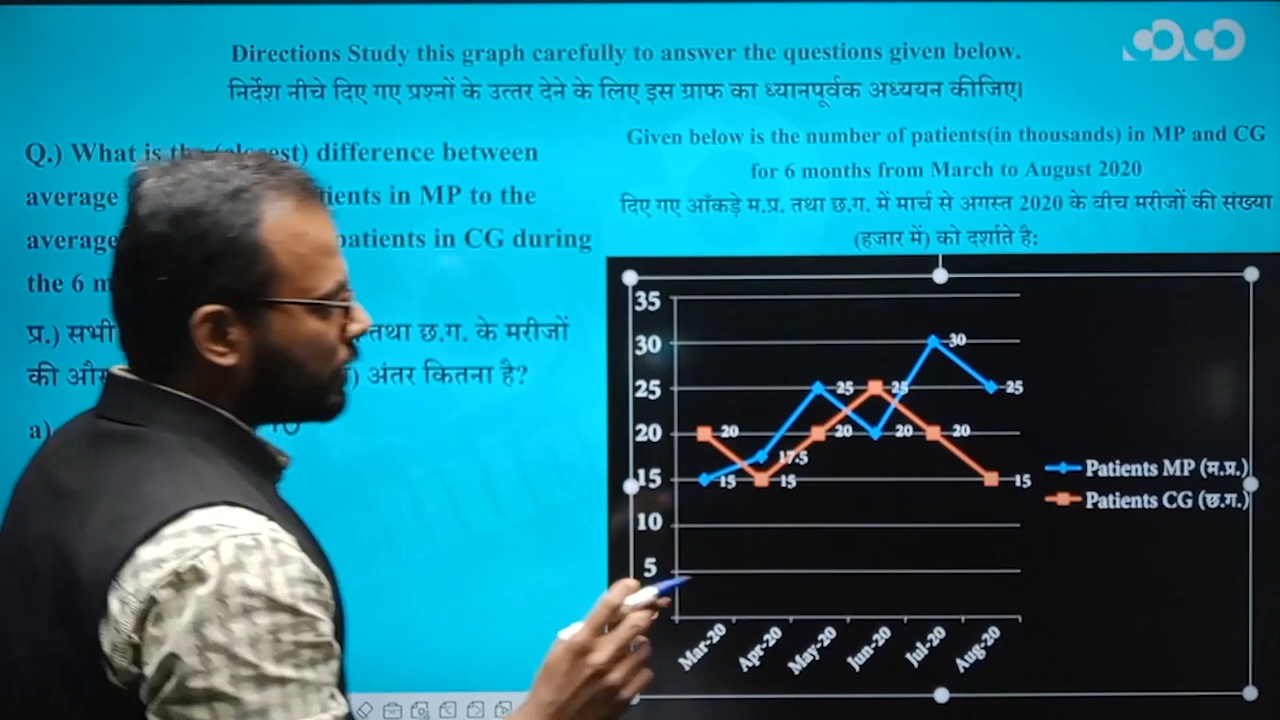 Directions Study this graph carefully to answer the questions given below.
निर्देश नीचे दिए गए प्रश्नों के उत्तर देने के लिए इस ग्राफ का ध्यानपूर्वक अध्ययन कीजिए।
Q.) What is difference between
average in MP to the
average patients in CG during
the 6
प्र.) सभी तथा छ.ग. के मरीजों
की अंतर कितना है?
a)
Given below is the number of patients(in thousands) in MP and CG
for 6 months from March to August 2020
दिए गए आँकड़े म.प्र. तथा छ.ग. में मार्च से अगस्त 2020 के बीच मरीजों की संख्या
(हजार में) को दर्शाते है:
35
30 30
25 25 25 25
20 20 20 20 20
17.5
15 15 15 15
10
5
Mar-20 Apr-20 May-20 Jun-20 Jul-20 Aug-20
Patients MP (म.प्र.)
Patients CG (छ.ग.)